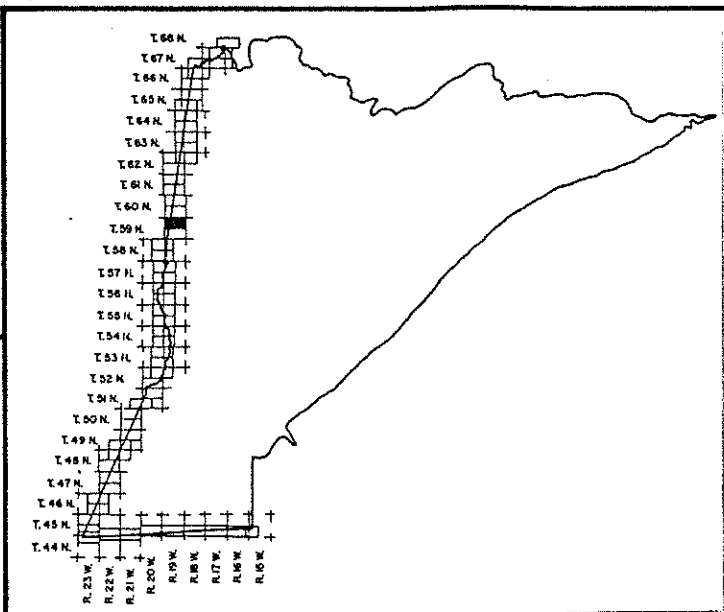 T. 68 N.
T. 67 N.
T. 66 N.
T. 65 N.
T. 64 N.
T. 63 N.
T. 62 N.
T. 61 N.
T. 60 N.
T. 59 N.
T. 58 N.
T. 57 N.
T. 56 N.
T. 55 N.
T. 54 N.
T. 53 N.
T. 52 N.
T. 51 N.
T. 50 N.
T. 49 N.
T. 48 N.
T. 47 N.
T. 46 N.
T. 45 N.
T. 44 N.
R. 23 W.
R. 22 W.
R. 21 W.
R. 20 W.
R. 19 W.
R. 18 W.
R. 17 W.
R. 16 W.
R. 15 W.